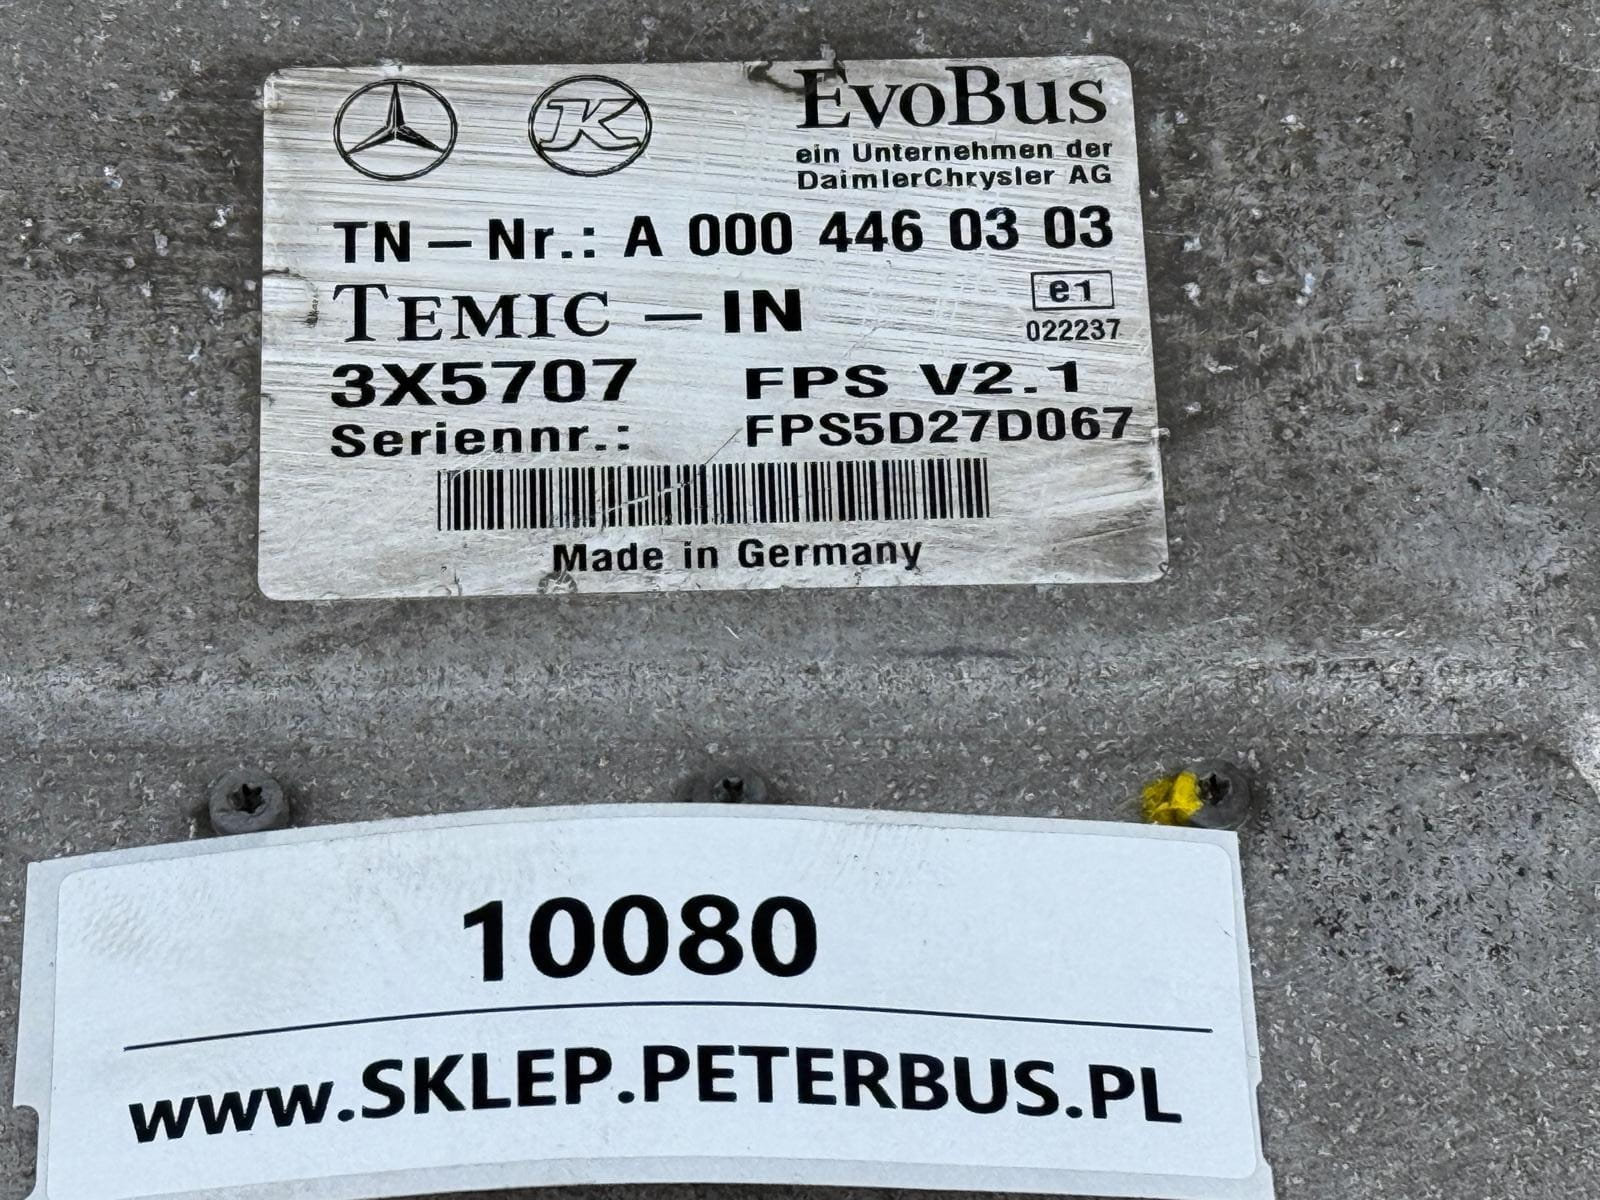 K
EvoBus
ein Unternehmen der
DaimlerChrysler AG
TN – Nr.: A 000 446 03 03
TEMIC – IN
e1
022237
3X5707 FPS V2.1
Seriennr.: FPS5D27D067
Made in Germany
10080
www.SKLEP.PETERBUS.PL